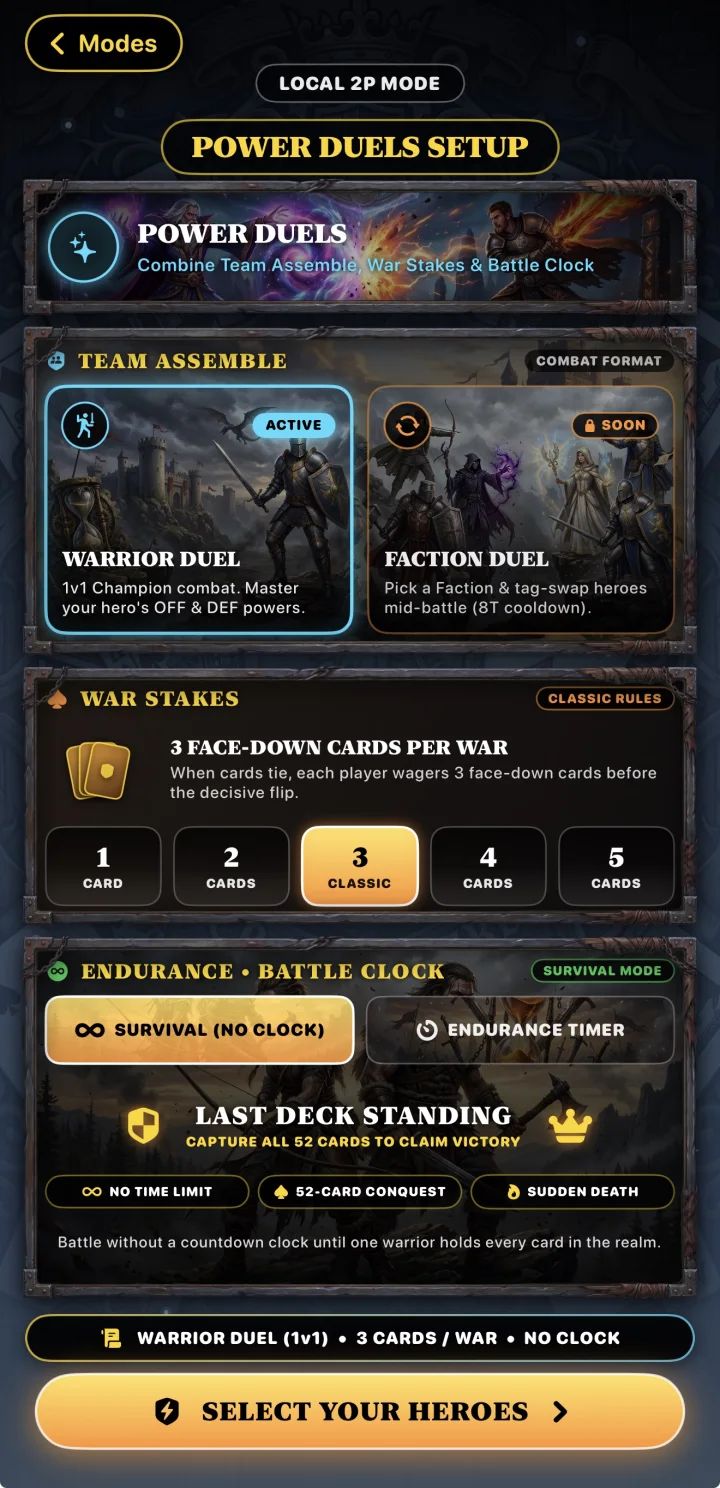 Modes
LOCAL 2P MODE
POWER DUELS SETUP
POWER DUELS
Combine Team Assemble, War Stakes & Battle Clock
TEAM ASSEMBLE
COMBAT FORMAT
ACTIVE
WARRIOR DUEL
1v1 Champion combat. Master
your hero's OFF & DEF powers.
SOON
FACTION DUEL
Pick a Faction & tag-swap heroes
mid-battle (8T cooldown).
WAR STAKES
CLASSIC RULES
3 FACE-DOWN CARDS PER WAR
When cards tie, each player wagers 3 face-down cards before
the decisive flip.
1
CARD
2
CARDS
3
CLASSIC
4
CARDS
5
CARDS
ENDURANCE • BATTLE CLOCK
SURVIVAL MODE
SURVIVAL (NO CLOCK)
ENDURANCE TIMER
LAST DECK STANDING
CAPTURE ALL 52 CARDS TO CLAIM VICTORY
NO TIME LIMIT
52-CARD CONQUEST
SUDDEN DEATH
Battle without a countdown clock until one warrior holds every card in the realm.
WARRIOR DUEL (1v1) • 3 CARDS / WAR • NO CLOCK
SELECT YOUR HEROES